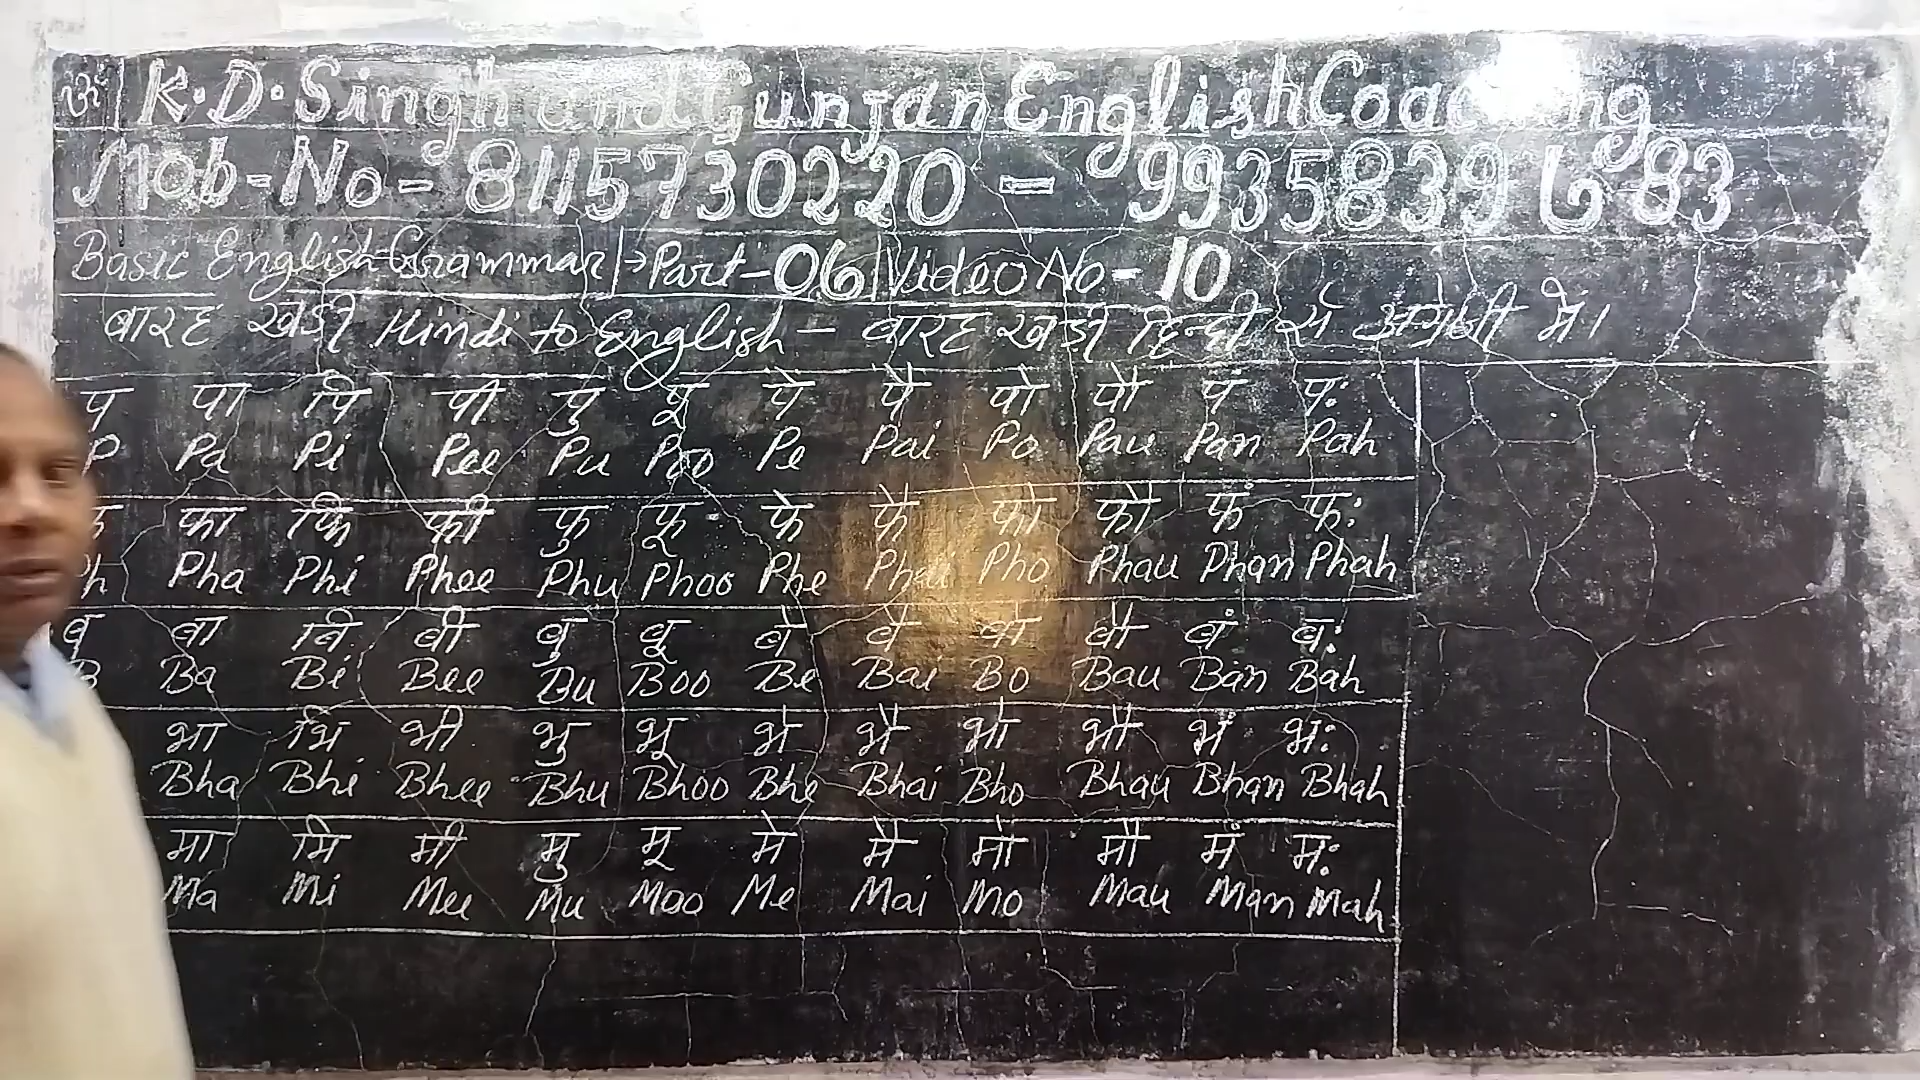 ॐ K.D. Singh and Gunjan English Coaching
Mob-No- 8115730220 - 9935839683
Basic English Grammar |→ Part-06 | Video No-10
बारह खडी Hindi to English - बारह खडी हिन्दी से अंग्रेजी में।
प पा पि पी पु पू पे पै पो पौ पं पः
P Pa Pi Pee Pu Poo Pe Pai Po Pau Pan Pah
फा फि फी फु फू फे फै फो फौ फं फः
Ph Pha Phi Phee Phu Phoo Phe Phai Pho Phau Phan Phah
ब बा बि बी बु बू बे बै बो बौ बं बः
B Ba Bi Bee Bu Boo Be Bai Bo Bau Ban Bah
भा भि भी भु भू भे भै भो भौ भं भः
Bha Bhi Bhee Bhu Bhoo Bhe Bhai Bho Bhau Bhan Bhah
मा मि मी मु मू मे मै मो मौ मं मः
Ma Mi Mee Mu Moo Me Mai Mo Mau Man Mah